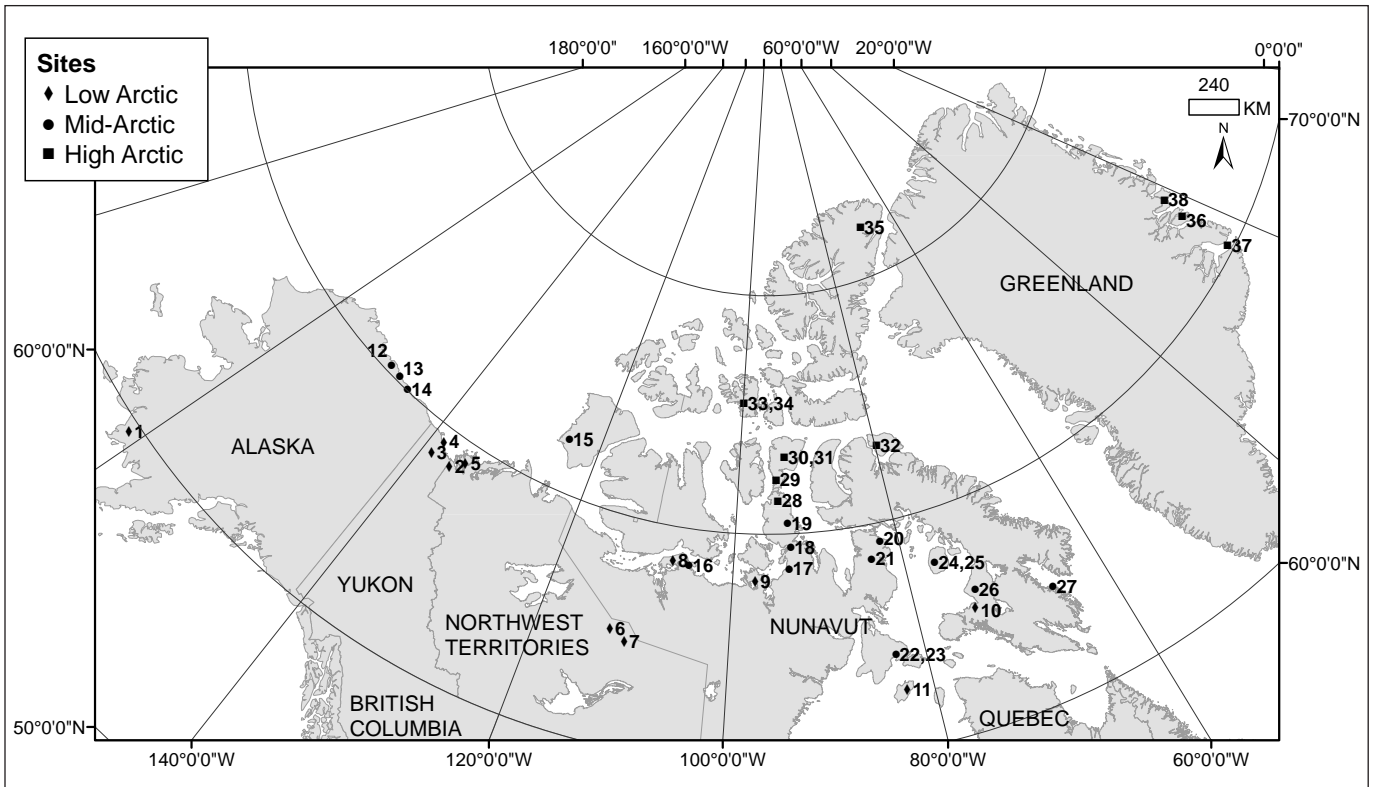 180°0'0"
160°0'0"W
60°0'0"W
20°0'0"W
0°0'0"
Sites
Low Arctic
Mid-Arctic
High Arctic
240
KM
N
70°0'0"N
38
36
37
35
GREENLAND
60°0'0"N
12
13
14
33,34
1
ALASKA
15
4
3
2
5
32
30,31
29
28
19
20
18
21
8
16
17
9
24,25
60°0'0"N
YUKON
26
27
10
NORTHWEST
TERRITORIES
6
7
NUNAVUT
22,23
11
BRITISH
COLUMBIA
QUEBEC
50°0'0"N
140°0'0"W
120°0'0"W
100°0'0"W
80°0'0"W
60°0'0"W